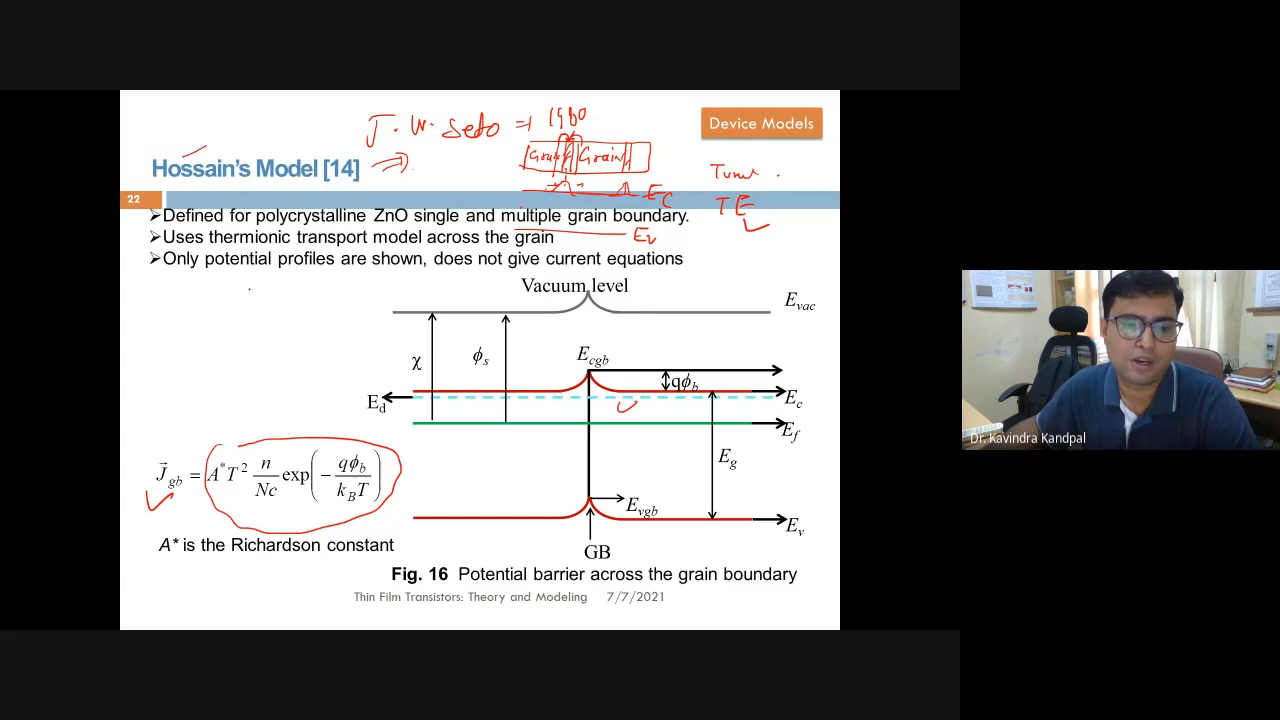 J. W. Seto ⇒ 1980
Device Models
Grain Grain
Hossain's Model [14]
22
EC
TE
➢Defined for polycrystalline ZnO single and multiple grain boundary.
➢Uses thermionic transport model across the grain
Ev
➢Only potential profiles are shown, does not give current equations
Vacuum level
Evac
χ
ϕs
Ecgb
qϕb
Ed
Ec
Ef
Eg
J⃗gb = A*T² n/Nc exp(− qϕb/kBT)
Evgb
Ev
A* is the Richardson constant
GB
Fig. 16 Potential barrier across the grain boundary
Thin Film Transistors: Theory and Modeling 7/7/2021
Dr. Kavindra Kandpal